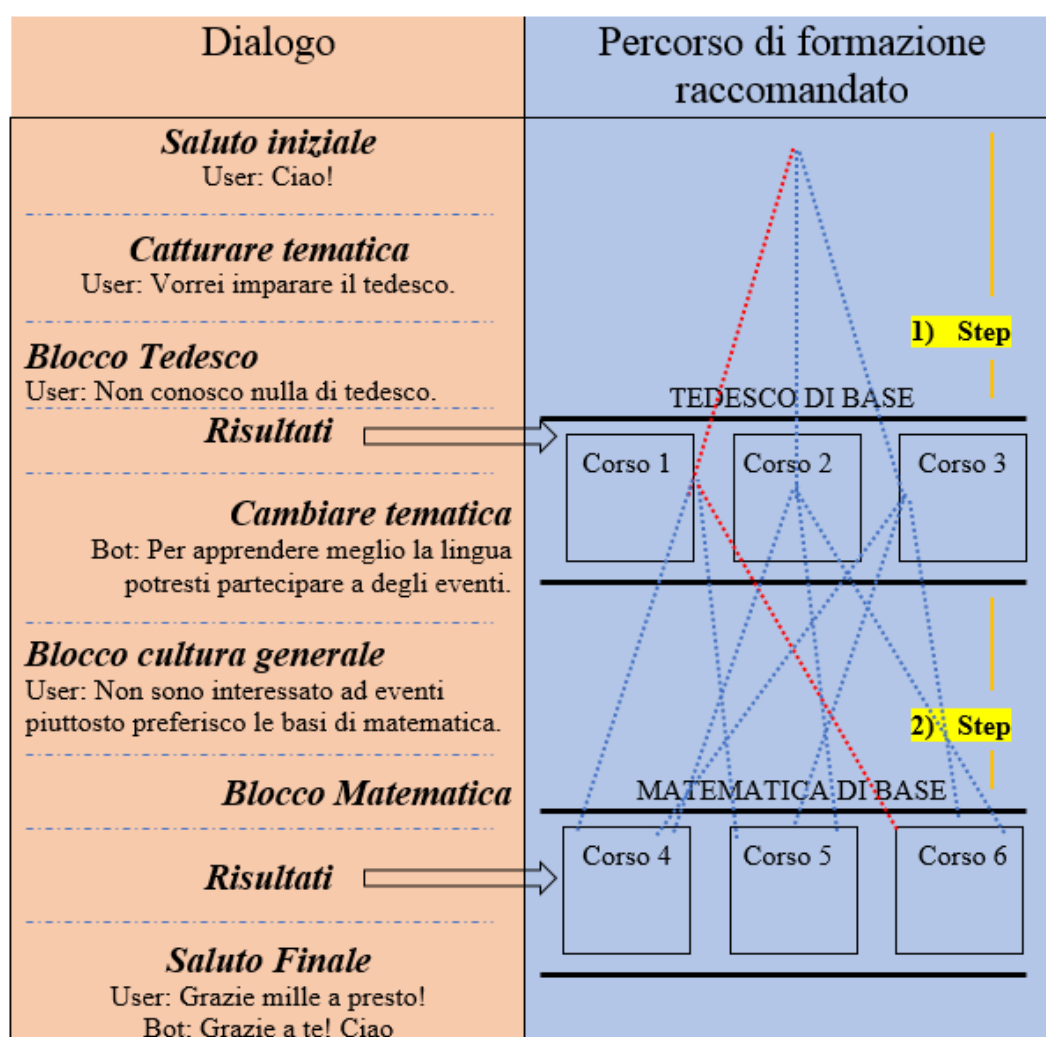 Dialogo
Percorso di formazione
raccomandato
Saluto iniziale
User: Ciao!
Catturare tematica
User: Vorrei imparare il tedesco.
Blocco Tedesco
User: Non conosco nulla di tedesco.
Risultati
Cambiare tematica
Bot: Per apprendere meglio la lingua
potresti partecipare a degli eventi.
Blocco cultura generale
User: Non sono interessato ad eventi
piuttosto preferisco le basi di matematica.
Blocco Matematica
Risultati
Saluto Finale
User: Grazie mille a presto!
Bot: Grazie a te! Ciao
1) Step
TEDESCO DI BASE
Corso 1 Corso 2 Corso 3
2) Step
MATEMATICA DI BASE
Corso 4 Corso 5 Corso 6